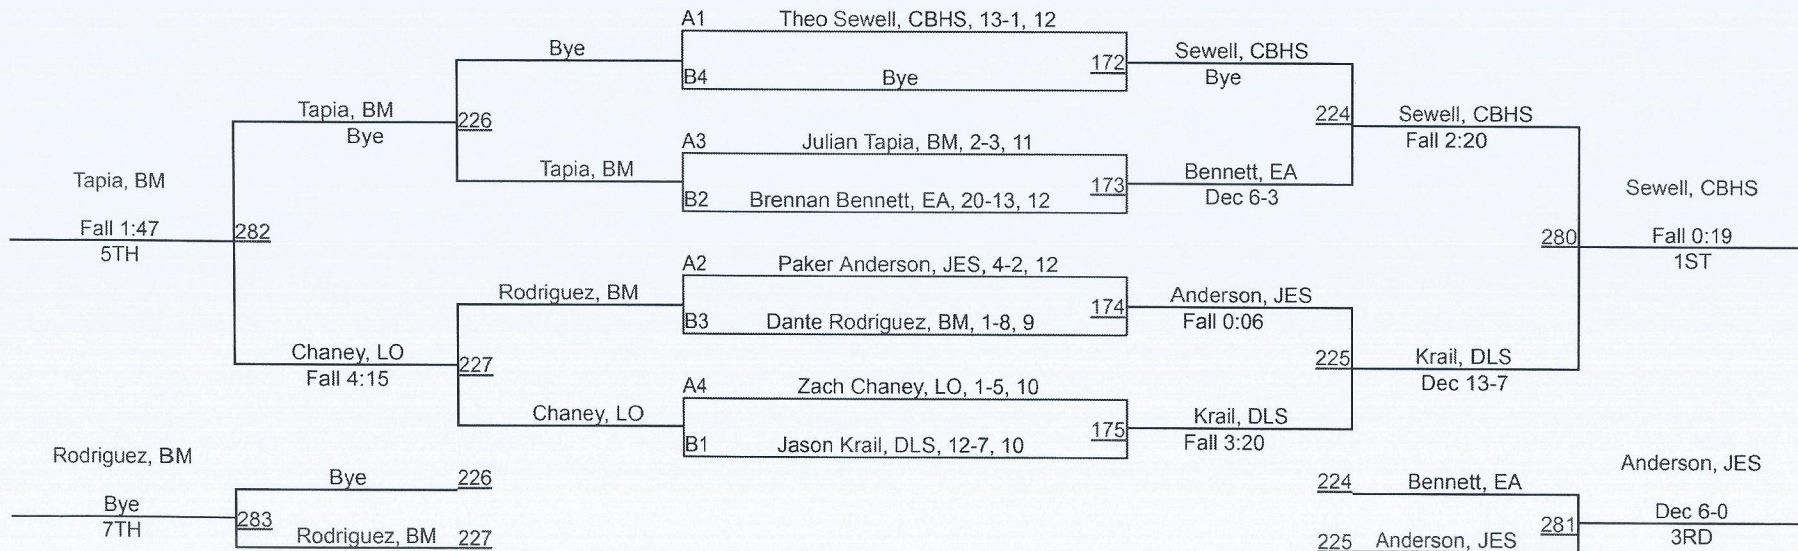 A1 Theo Sewell, CBHS, 13-1, 12
Bye
Sewell, CBHS
172
B4 Bye
Bye
Tapia, BM
226
Bye
224
Sewell, CBHS
Fall 2:20
A3 Julian Tapia, BM, 2-3, 11
Tapia, BM
173
Bennett, EA
Dec 6-3
B2 Brennan Bennett, EA, 20-13, 12
Tapia, BM
Fall 1:47
5TH
282
Sewell, CBHS
280
Fall 0:19
1ST
A2 Paker Anderson, JES, 4-2, 12
Rodriguez, BM
174
Anderson, JES
Fall 0:06
B3 Dante Rodriguez, BM, 1-8, 9
Chaney, LO
Fall 4:15
227
225
Krail, DLS
Dec 13-7
A4 Zach Chaney, LO, 1-5, 10
Chaney, LO
175
Krail, DLS
Fall 3:20
B1 Jason Krail, DLS, 12-7, 10
Rodriguez, BM
Bye
7TH
Bye 226
283
Rodriguez, BM 227
224 Bennett, EA
281
225 Anderson, JES
Anderson, JES
Dec 6-0
3RD